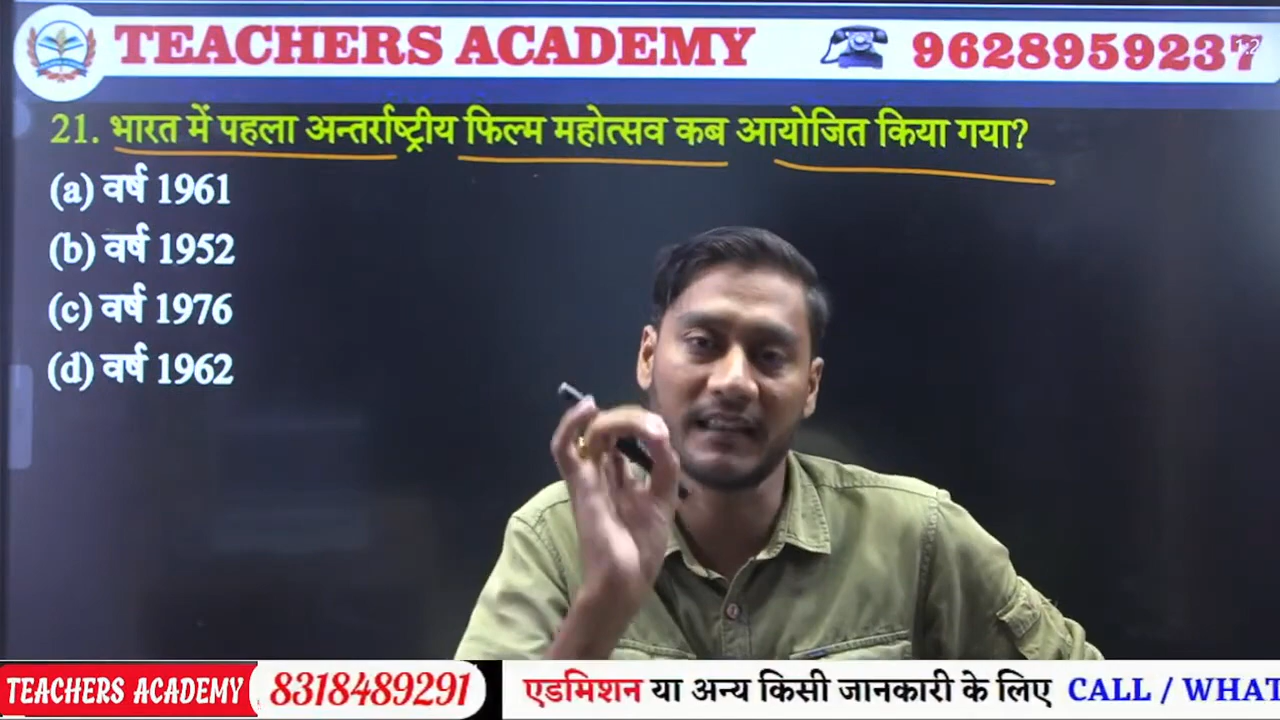 TEACHERS ACADEMY 9628959237
21. भारत में पहला अन्तर्राष्ट्रीय फिल्म महोत्सव कब आयोजित किया गया?
(a) वर्ष 1961
(b) वर्ष 1952
(c) वर्ष 1976
(d) वर्ष 1962
TEACHERS ACADEMY 8318489291 एडमिशन या अन्य किसी जानकारी के लिए CALL / WHAT